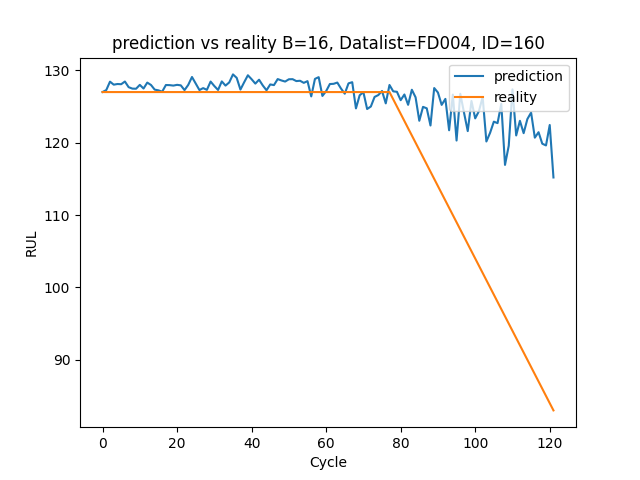 prediction vs reality B=16, Datalist=FD004, ID=160
prediction
reality
130
120
110
100
90
RUL
0 20 40 60 80 100 120
Cycle